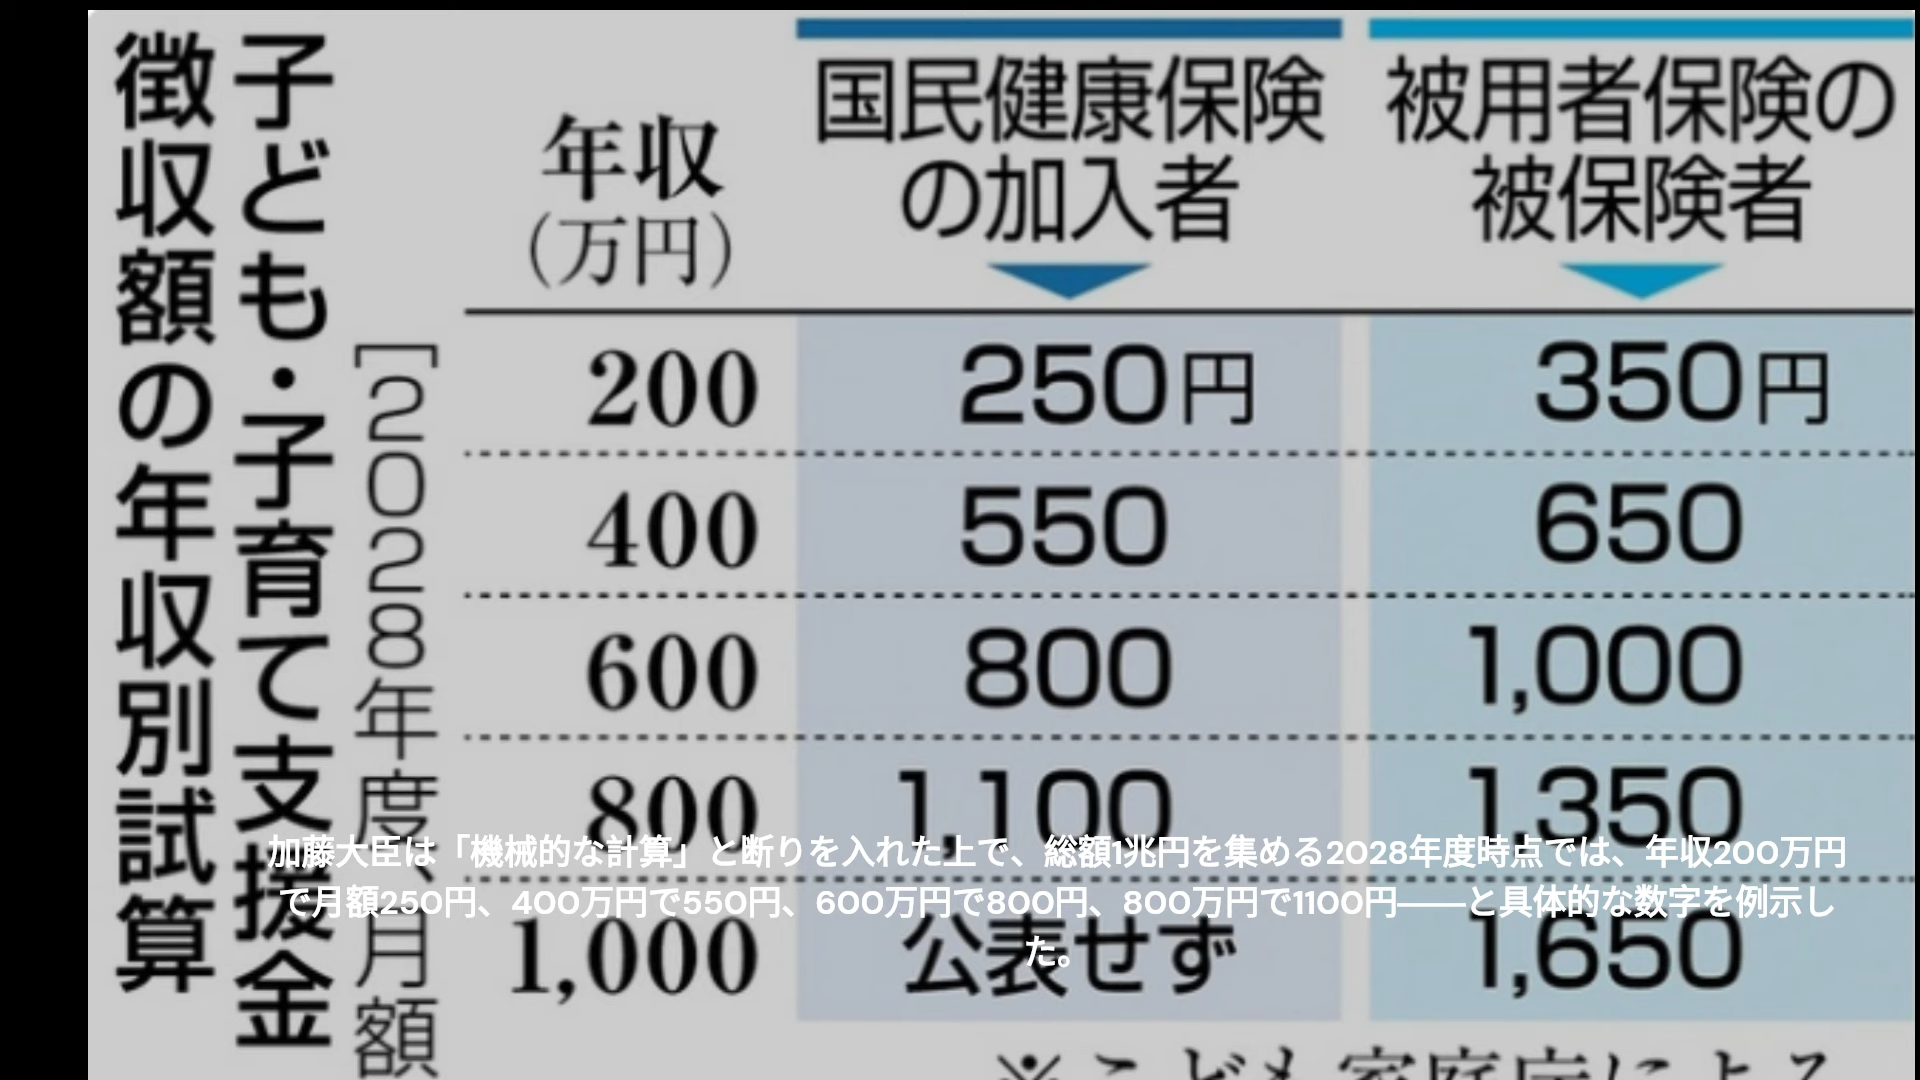 子ども・子育て支援金
徴収額の年収別試算
［2028年度、月額
年収
（万円）
国民健康保険
の加入者
被用者保険の
被保険者
200 250円 350円
400 550 650
600 800 1,000
800 1,100 1,350
1,000 公表せず 1,650
加藤大臣は「機械的な計算」と断りを入れた上で、総額1兆円を集める2028年度時点では、年収200万円
で月額250円、400万円で550円、600万円で800円、800万円で1100円――と具体的な数字を例示し
た。
※こども家庭庁による